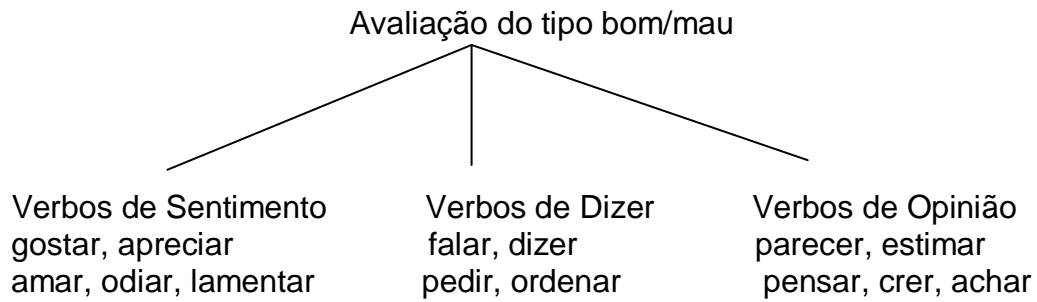 Avaliação do tipo bom/mau
Verbos de Sentimento
gostar, apreciar
amar, odiar, lamentar
Verbos de Dizer
falar, dizer
pedir, ordenar
Verbos de Opinião
parecer, estimar
pensar, crer, achar